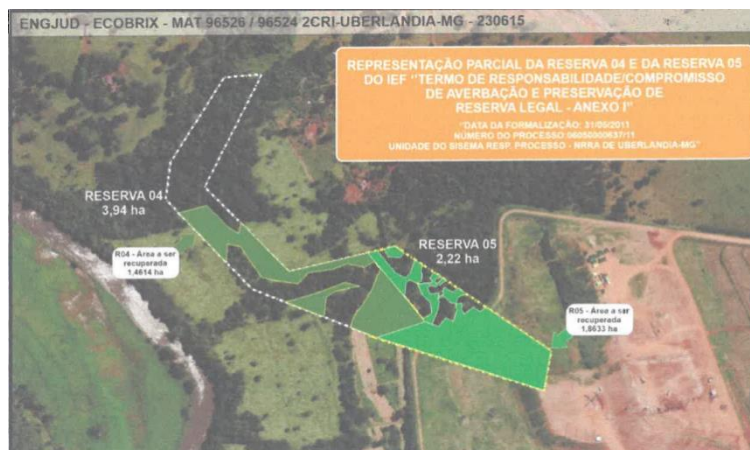 ENGJUD - ECOBRIX - MAT 96526 / 96524 2CRI-UBERLANDIA-MG - 230615
REPRESENTAÇÃO PARCIAL DA RESERVA 04 E DA RESERVA 05
DO IEF "TERMO DE RESPONSABILIDADE/COMPROMISSO
DE AVERBAÇÃO E PRESERVAÇÃO DE
RESERVA LEGAL - ANEXO I"
"DATA DA FORMALIZAÇÃO: 31/05/2011
NÚMERO DO PROCESSO 06050000637/11
UNIDADE DO SISEMA RESP. PROCESSO - NRRA DE UBERLANDIA-MG"
RESERVA 04
3,94 ha
R04 - Área a ser
recuperada
1,4614 ha
RESERVA 05
2,22 ha
R05 - Área a ser
recuperada
1,8633 ha